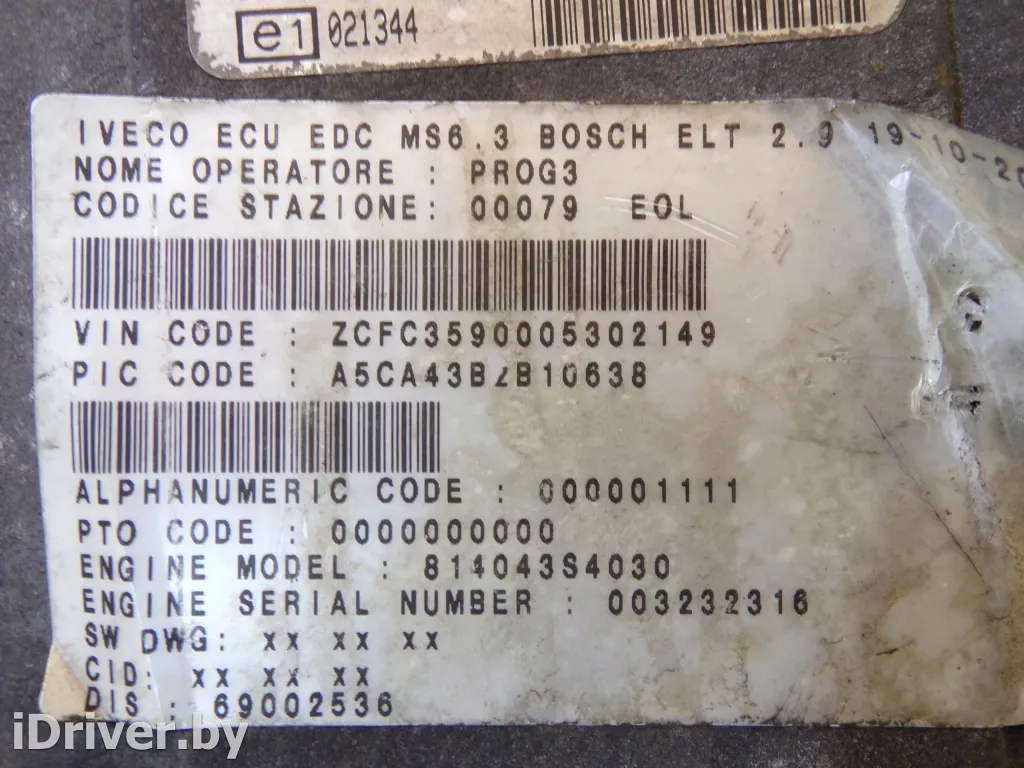 e1 021344
IVECO ECU EDC MS6.3 BOSCH ELT 2.9 19-10-20
NOME OPERATORE : PROG3
CODICE STAZIONE: 00079 EOL
VIN CODE : ZCFC3590005302149
PIC CODE : A5CA43B2B10638
ALPHANUMERIC CODE : 000001111
PTO CODE : 0000000000
ENGINE MODEL : 814043S4030
ENGINE SERIAL NUMBER : 003232316
SW DWG: xx xx xx
CID: xx xx xx
DIS : 69002536
iDriver.by